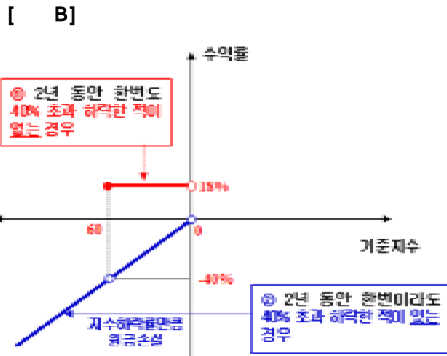 [ B]
수익률
2년 동안 한번도
40% 초과 하락한 적이
없는 경우
60
0
기준지수
-40%
2년 동안 한번이라도
40% 초과 하락한 적이
경우
지수하락률만큼
원금손실